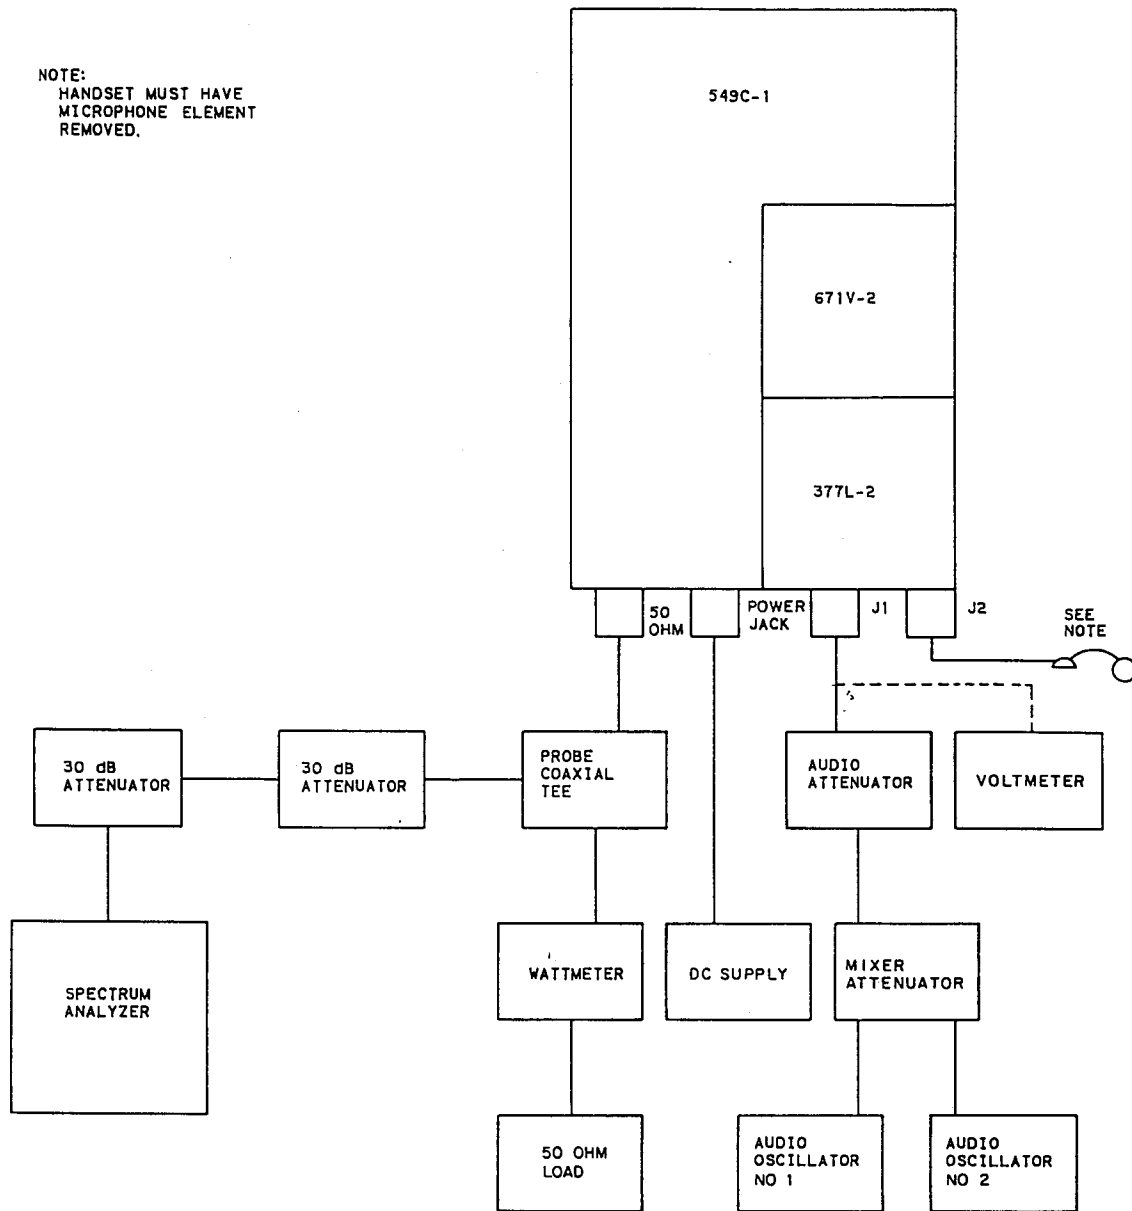 NOTE:
HANDSET MUST HAVE
MICROPHONE ELEMENT
REMOVED.
549C-1
671V-2
377L-2
50
OHM
POWER
JACK
J1
J2
SEE
NOTE
30 dB
ATTENUATOR
30 dB
ATTENUATOR
PROBE
COAXIAL
TEE
AUDIO
ATTENUATOR
VOLTMETER
SPECTRUM
ANALYZER
WATTMETER
DC SUPPLY
MIXER
ATTENUATOR
50 OHM
LOAD
AUDIO
OSCILLATOR
NO 1
AUDIO
OSCILLATOR
NO 2